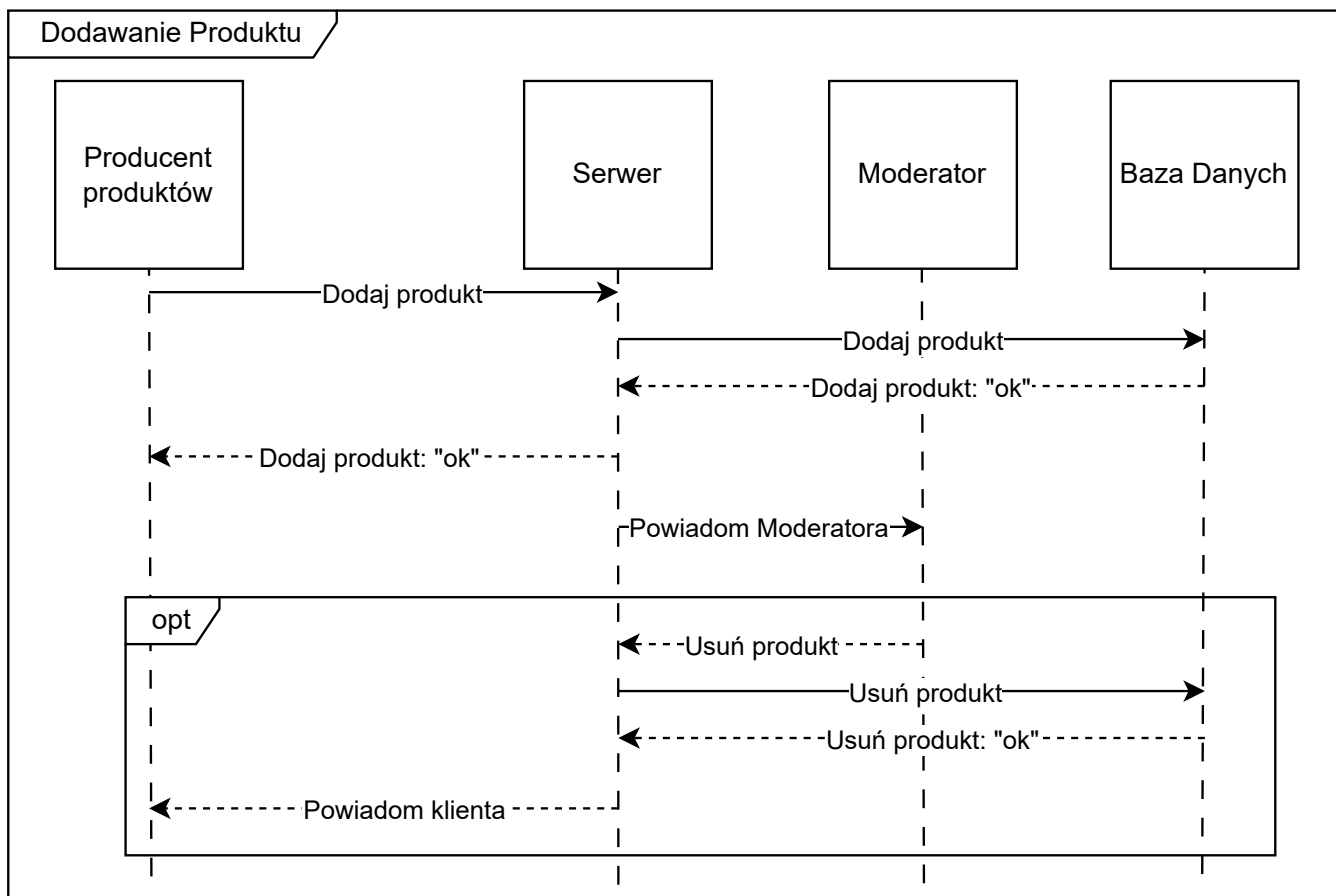 Dodawanie Produktu
Producent
produktów
Serwer
Moderator
Baza Danych
Dodaj produkt
Dodaj produkt
Dodaj produkt: "ok"
Dodaj produkt: "ok"
Powiadom Moderatora
opt
Usuń produkt
Usuń produkt
Usuń produkt: "ok"
Powiadom klienta